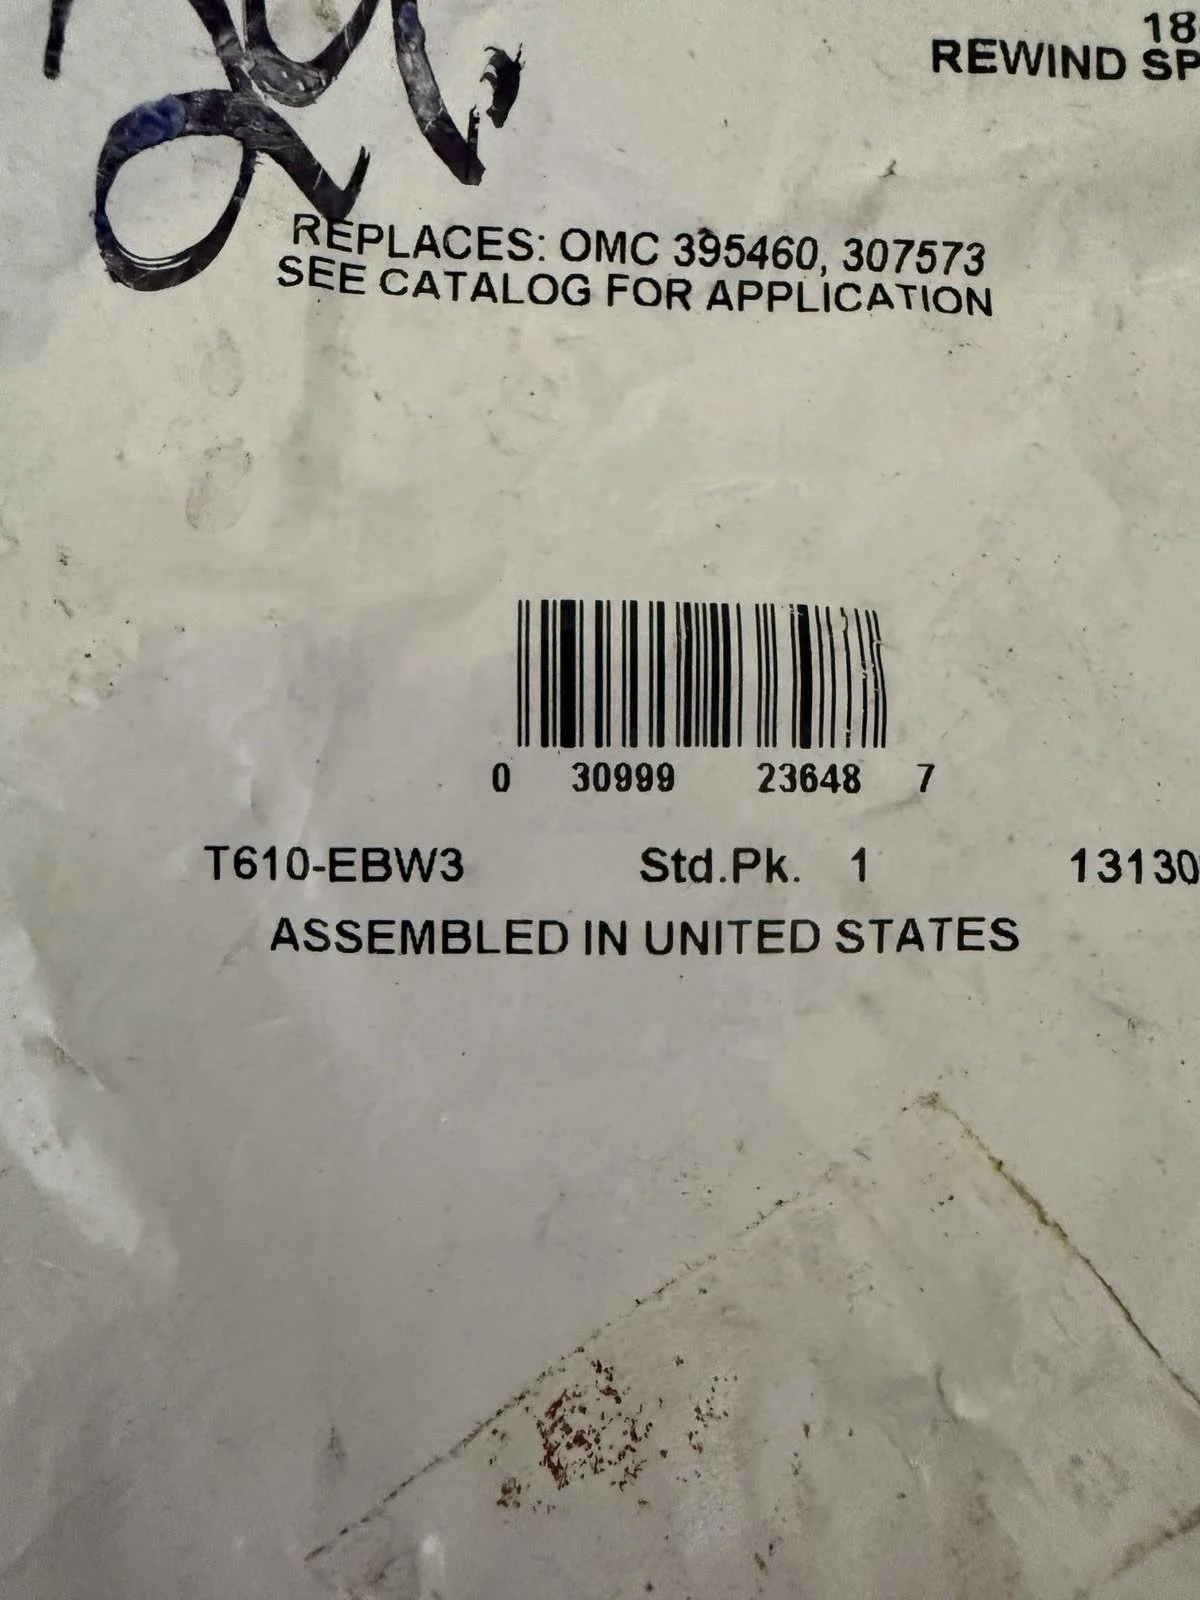 18
REWIND SP
REPLACES: OMC 395460, 307573
SEE CATALOG FOR APPLICATION
0 30999 23648 7
T610-EBW3 Std.Pk. 1 13130
ASSEMBLED IN UNITED STATES